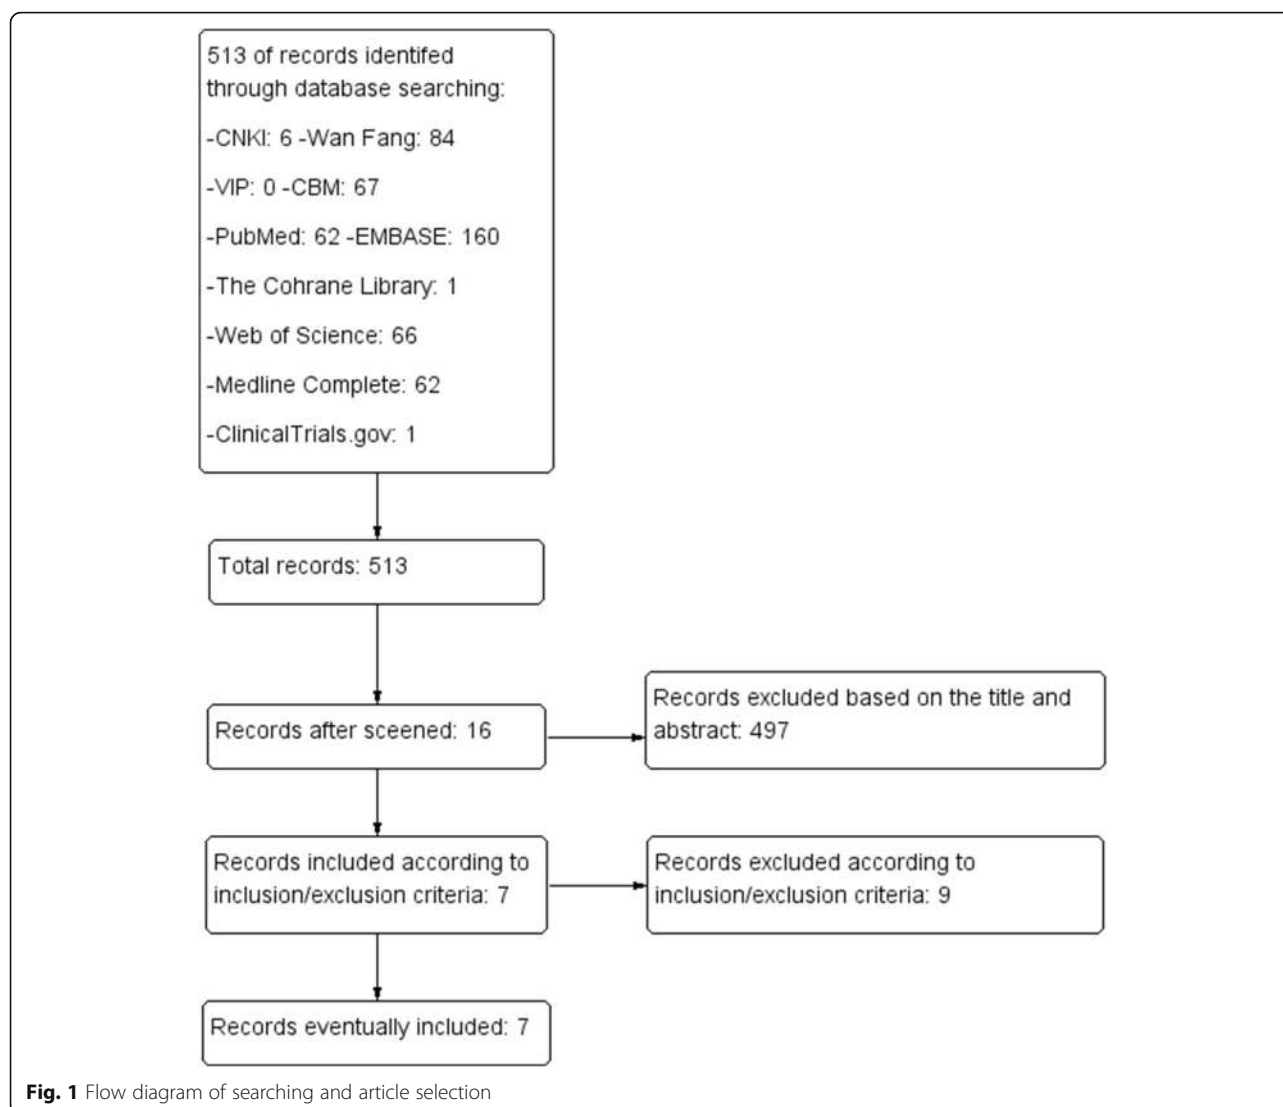 513 of records identifed
through database searching:
-CNKI: 6 -Wan Fang: 84
-VIP: 0 -CBM: 67
-PubMed: 62 -EMBASE: 160
-The Cohrane Library: 1
-Web of Science: 66
-Medline Complete: 62
-ClinicalTrials.gov: 1
Total records: 513
Records after sceened: 16
Records excluded based on the title and
abstract: 497
Records included according to
inclusion/exclusion criteria: 7
Records excluded according to
inclusion/exclusion criteria: 9
Records eventually included: 7
Fig. 1 Flow diagram of searching and article selection